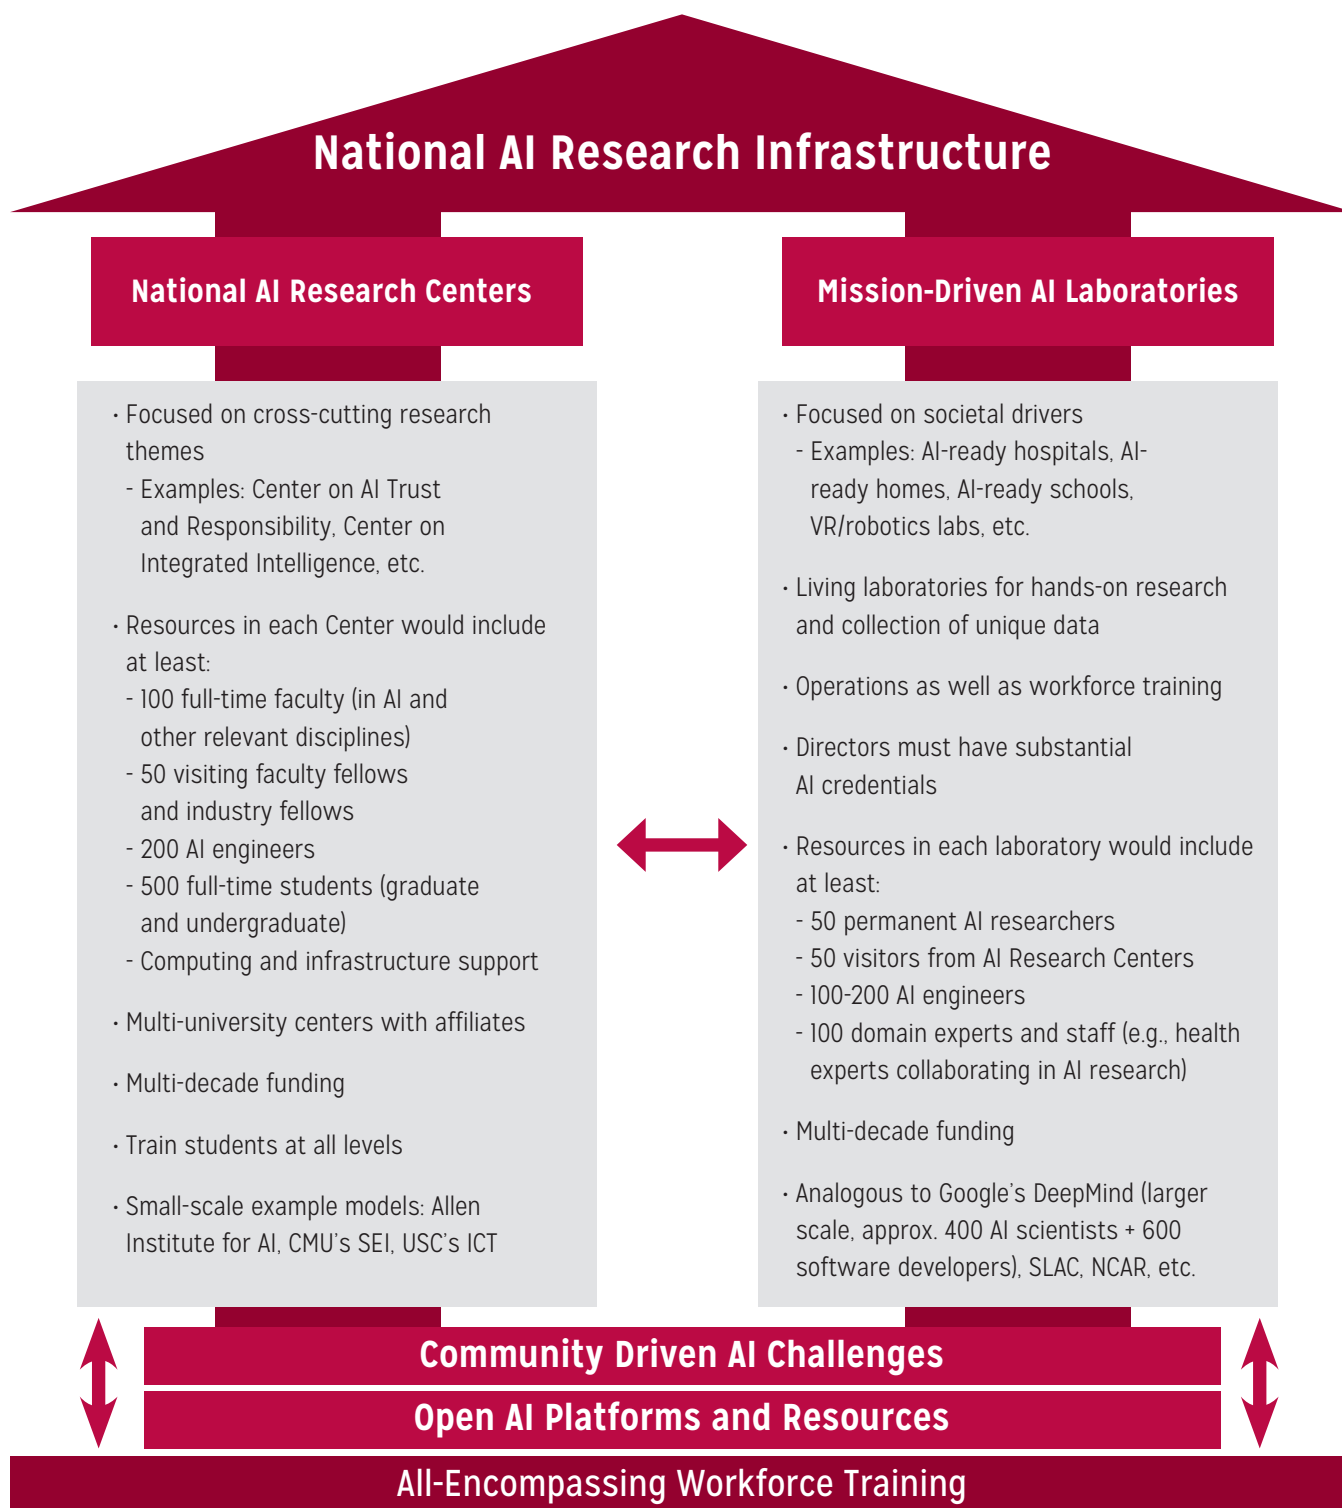 National AI Research Infrastructure
National AI Research Centers
· Focused on cross-cutting research
themes
- Examples: Center on AI Trust
and Responsibility, Center on
Integrated Intelligence, etc.
· Resources in each Center would include
at least:
- 100 full-time faculty (in AI and
other relevant disciplines)
- 50 visiting faculty fellows
and industry fellows
- 200 AI engineers
- 500 full-time students (graduate
and undergraduate)
- Computing and infrastructure support
· Multi-university centers with affiliates
· Multi-decade funding
· Train students at all levels
· Small-scale example models: Allen
Institute for AI, CMU's SEI, USC's ICT
Mission-Driven AI Laboratories
· Focused on societal drivers
- Examples: AI-ready hospitals, AI-
ready homes, AI-ready schools,
VR/robotics labs, etc.
· Living laboratories for hands-on research
and collection of unique data
· Operations as well as workforce training
· Directors must have substantial
AI credentials
· Resources in each laboratory would include
at least:
- 50 permanent AI researchers
- 50 visitors from AI Research Centers
- 100-200 AI engineers
- 100 domain experts and staff (e.g., health
experts collaborating in AI research)
· Multi-decade funding
· Analogous to Google's DeepMind (larger
scale, approx. 400 AI scientists + 600
software developers), SLAC, NCAR, etc.
Community Driven AI Challenges
Open AI Platforms and Resources
All-Encompassing Workforce Training